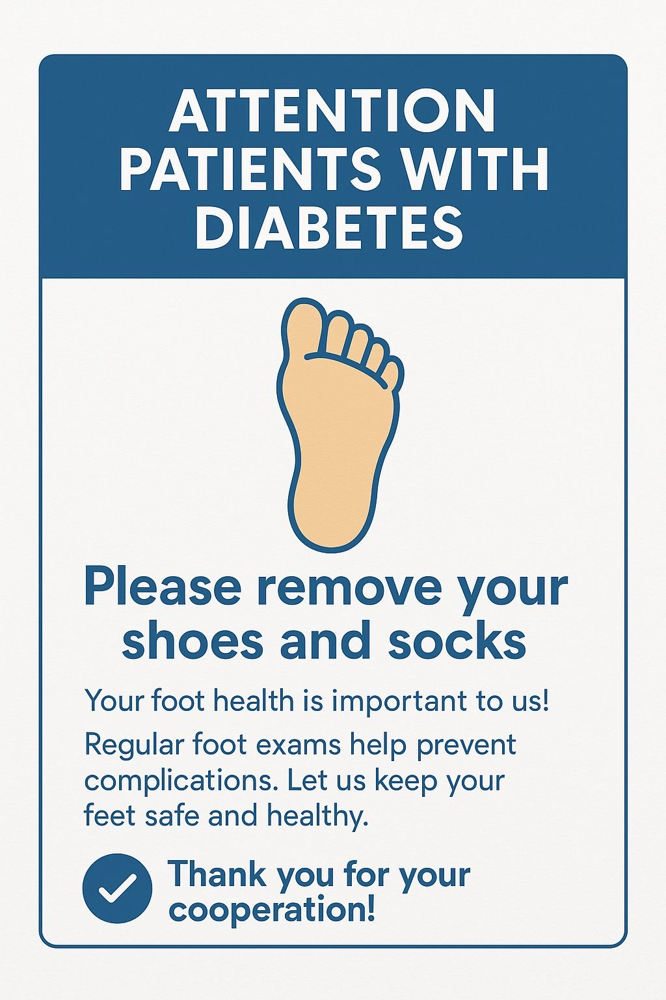 ATTENTION
PATIENTS WITH
DIABETES
Please remove your
shoes and socks
Your foot health is important to us!
Regular foot exams help prevent
complications. Let us keep your
feet safe and healthy.
Thank you for your
cooperation!